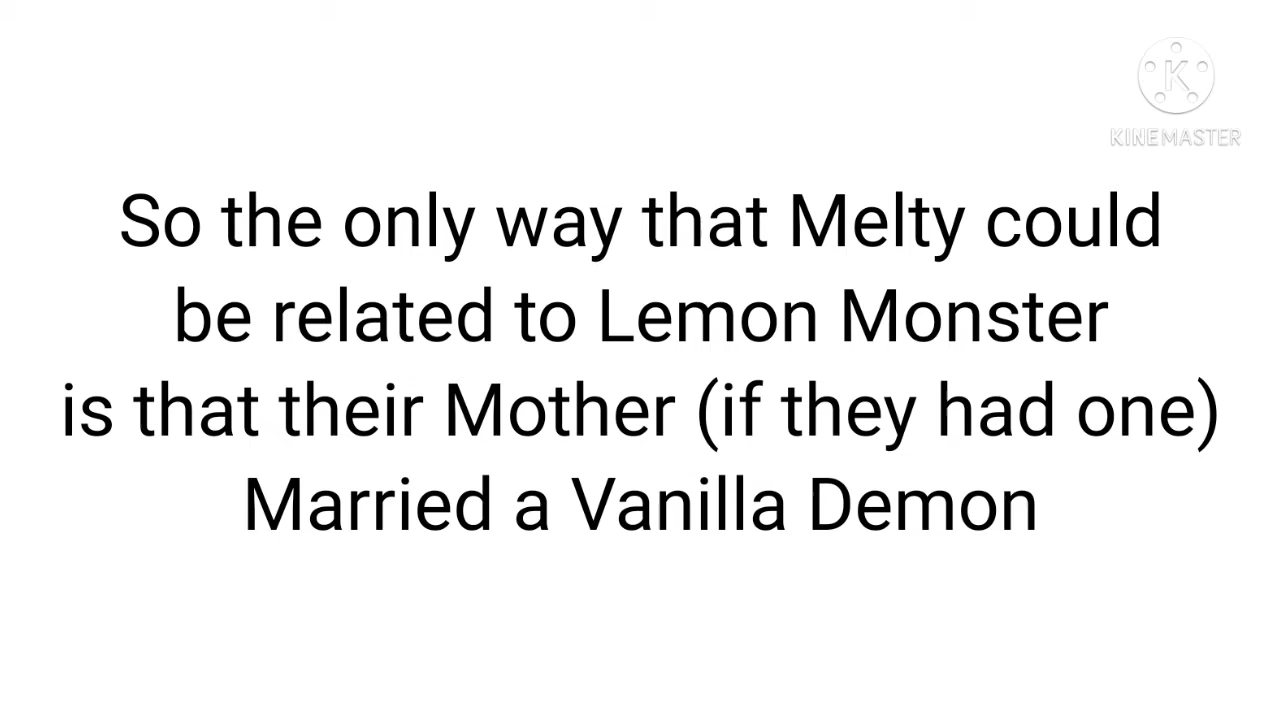 KINEMASTER
So the only way that Melty could
be related to Lemon Monster
is that their Mother (if they had one)
Married a Vanilla Demon